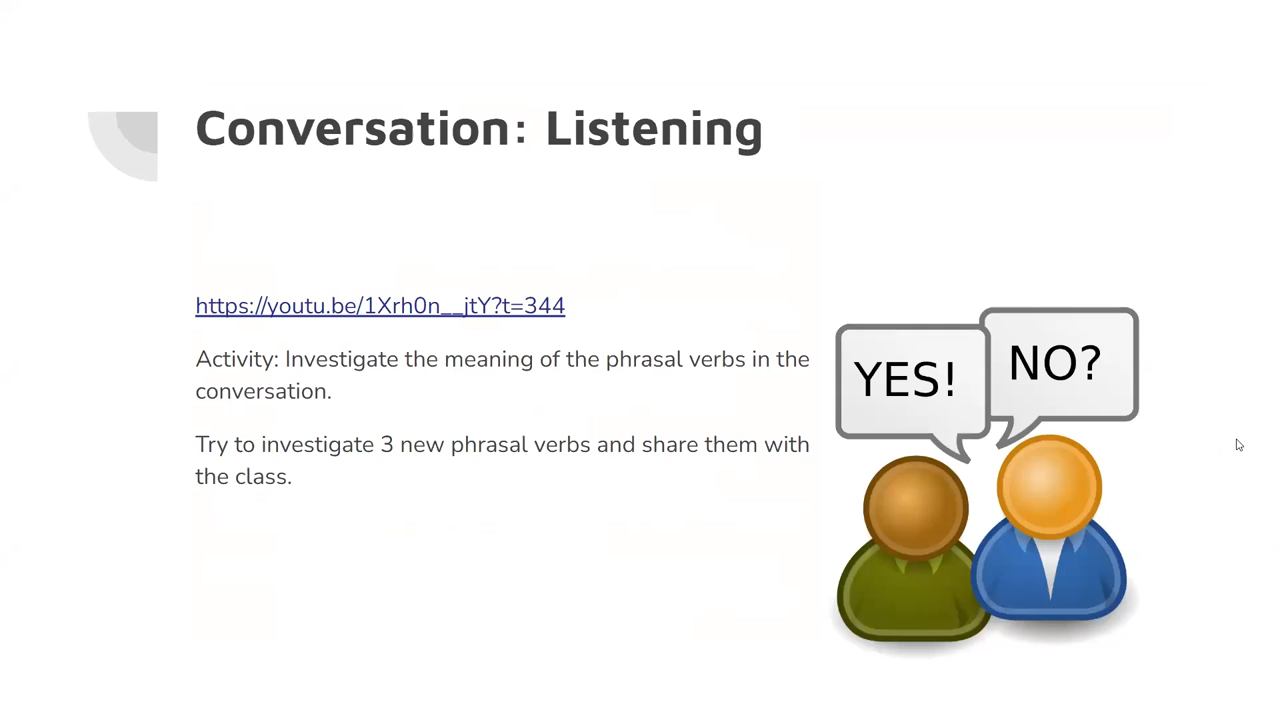 Conversation: Listening
https://youtu.be/1Xrh0n__jtY?t=344
Activity: Investigate the meaning of the phrasal verbs in the
conversation.
Try to investigate 3 new phrasal verbs and share them with
the class.
YES!
NO?